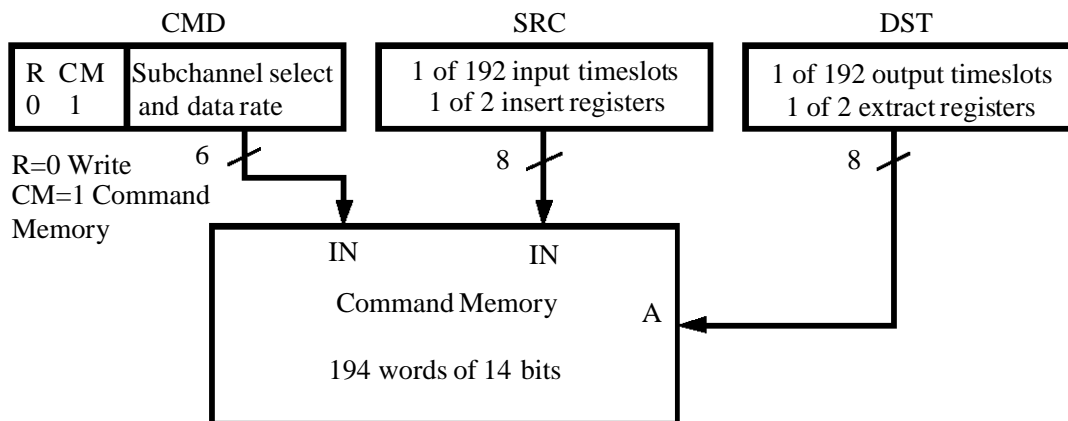 CMD
SRC
DST
R CM
0 1
Subchannel select
and data rate
1 of 192 input timeslots
1 of 2 insert registers
1 of 192 output timeslots
1 of 2 extract registers
6
8
8
R=0 Write
CM=1 Command
Memory
IN
IN
Command Memory
A
194 words of 14 bits